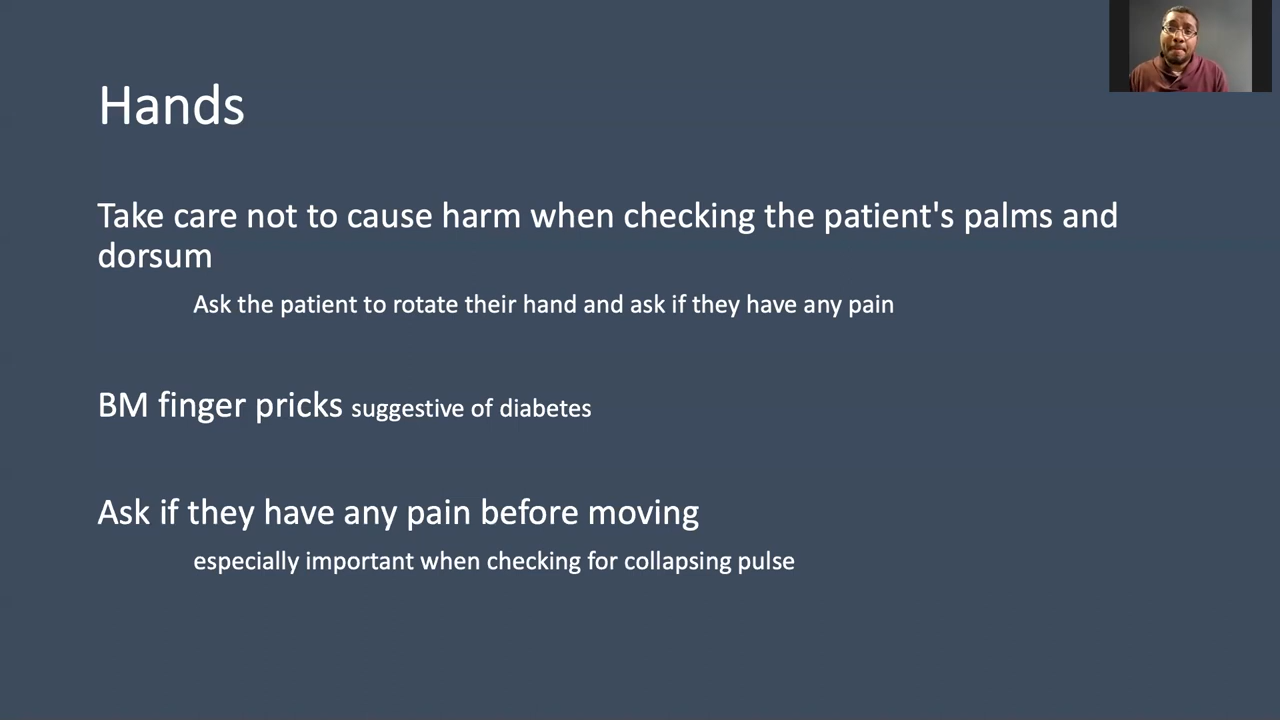 Hands
Take care not to cause harm when checking the patient's palms and
dorsum
Ask the patient to rotate their hand and ask if they have any pain
BM finger pricks suggestive of diabetes
Ask if they have any pain before moving
especially important when checking for collapsing pulse